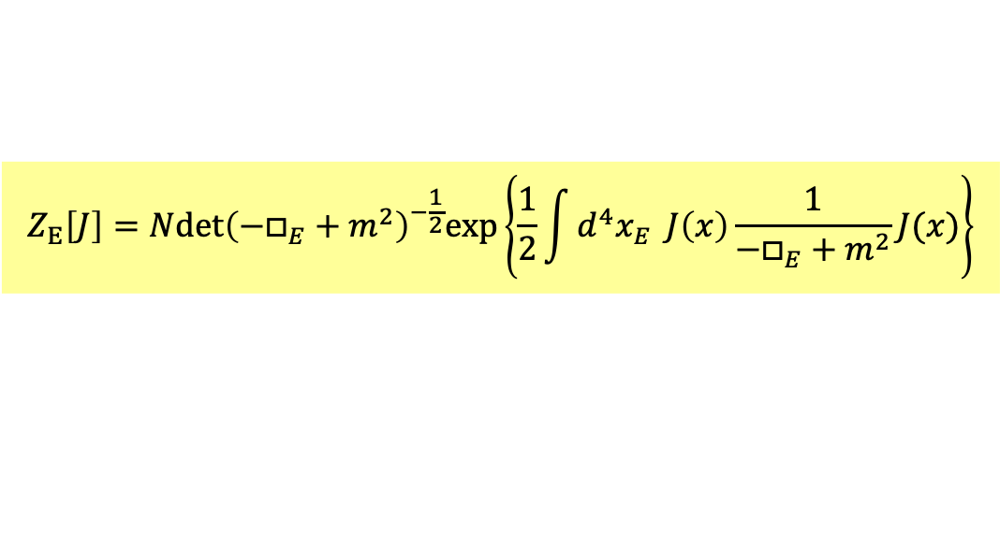 Z_E[J] = N det(−□_E + m²)^{−1/2} exp{ 1/2 ∫ d⁴x_E J(x) 1/(−□_E + m²) J(x) }